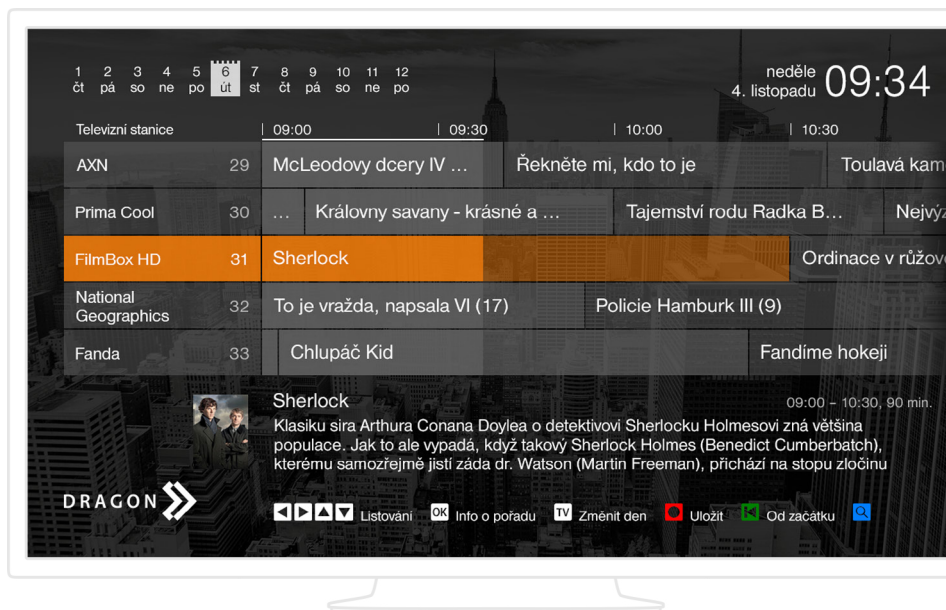 1 2 3 4 5 6 7 8 9 10 11 12
čt pá so ne po út st čt pá so ne po
neděle
4. listopadu
09:34
Televizní stanice 09:00 09:30 10:00 10:30
AXN 29 McLeodovy dcery IV ... Řekněte mi, kdo to je Toulavá kam
Prima Cool 30 ... Královny savany - krásné a ... Tajemství rodu Radka B... Nejvýz
FilmBox HD 31 Sherlock Ordinace v růžovo
National
Geographics 32 To je vražda, napsala VI (17) Policie Hamburk III (9)
Fanda 33 Chlupáč Kid Fandíme hokeji
Sherlock 09:00 – 10:30, 90 min.
Klasiku sira Arthura Conana Doylea o detektivovi Sherlocku Holmesovi zná většina
populace. Jak to ale vypadá, když takový Sherlock Holmes (Benedict Cumberbatch),
kterému samozřejmě jistí záda dr. Watson (Martin Freeman), přichází na stopu zločinu
DRAGON
Listování OK Info o pořadu TV Změnit den Uložit Od začátku